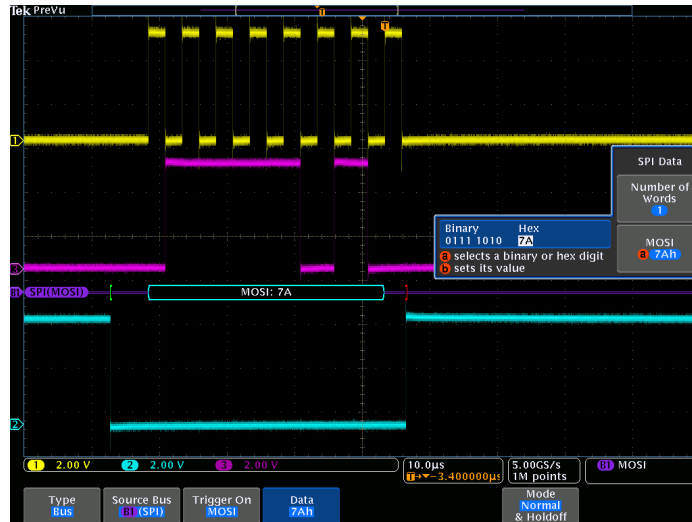 Tek PreVu
T
T
1
SPI Data
Number of
Words
1
Binary Hex
0111 1010 7A
MOSI
a 7Ah
a selects a binary or hex digit
b sets its value
3
B1 SPI(MOSI) MOSI: 7A
2
1 2.00 V 2 2.00 V 3 2.00 V
10.0µs
T→▼−3.400000µs
5.00GS/s
1M points
B1 MOSI
Type
Bus
Source Bus
B1 (SPI)
Trigger On
MOSI
Data
7Ah
Mode
Normal
& Holdoff